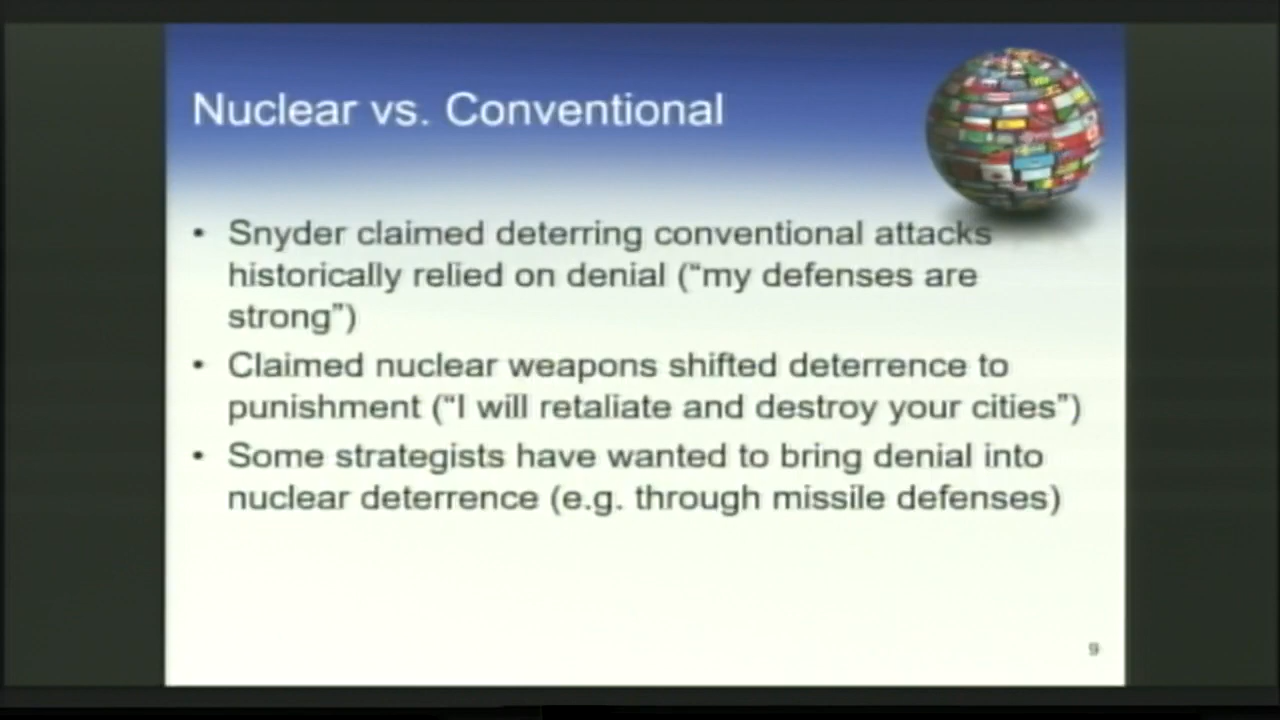 Nuclear vs. Conventional
• Snyder claimed deterring conventional attacks
historically relied on denial (“my defenses are
strong”)
• Claimed nuclear weapons shifted deterrence to
punishment (“I will retaliate and destroy your cities”)
• Some strategists have wanted to bring denial into
nuclear deterrence (e.g. through missile defenses)
9